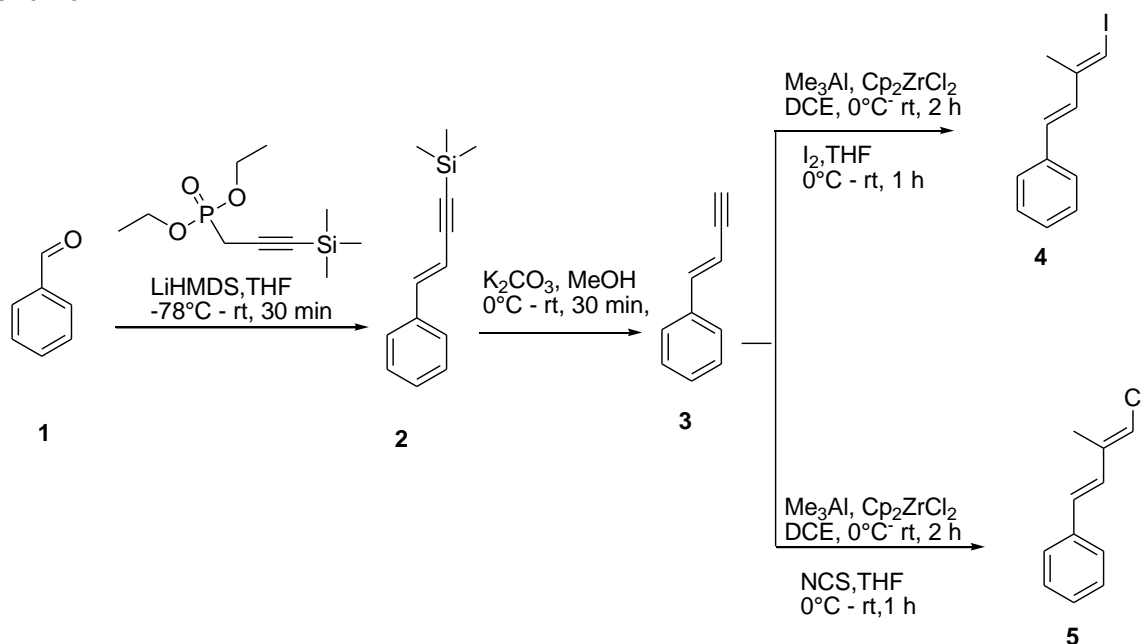 I
Me3Al, Cp2ZrCl2
DCE, 0°C- rt, 2 h
I2,THF
0°C - rt, 1 h
4
Si
O
O
P
O
Si
O
LiHMDS,THF
-78°C - rt, 30 min
K2CO3, MeOH
0°C - rt, 30 min,
1
2
3
C
Me3Al, Cp2ZrCl2
DCE, 0°C- rt, 2 h
NCS,THF
0°C - rt,1 h
5